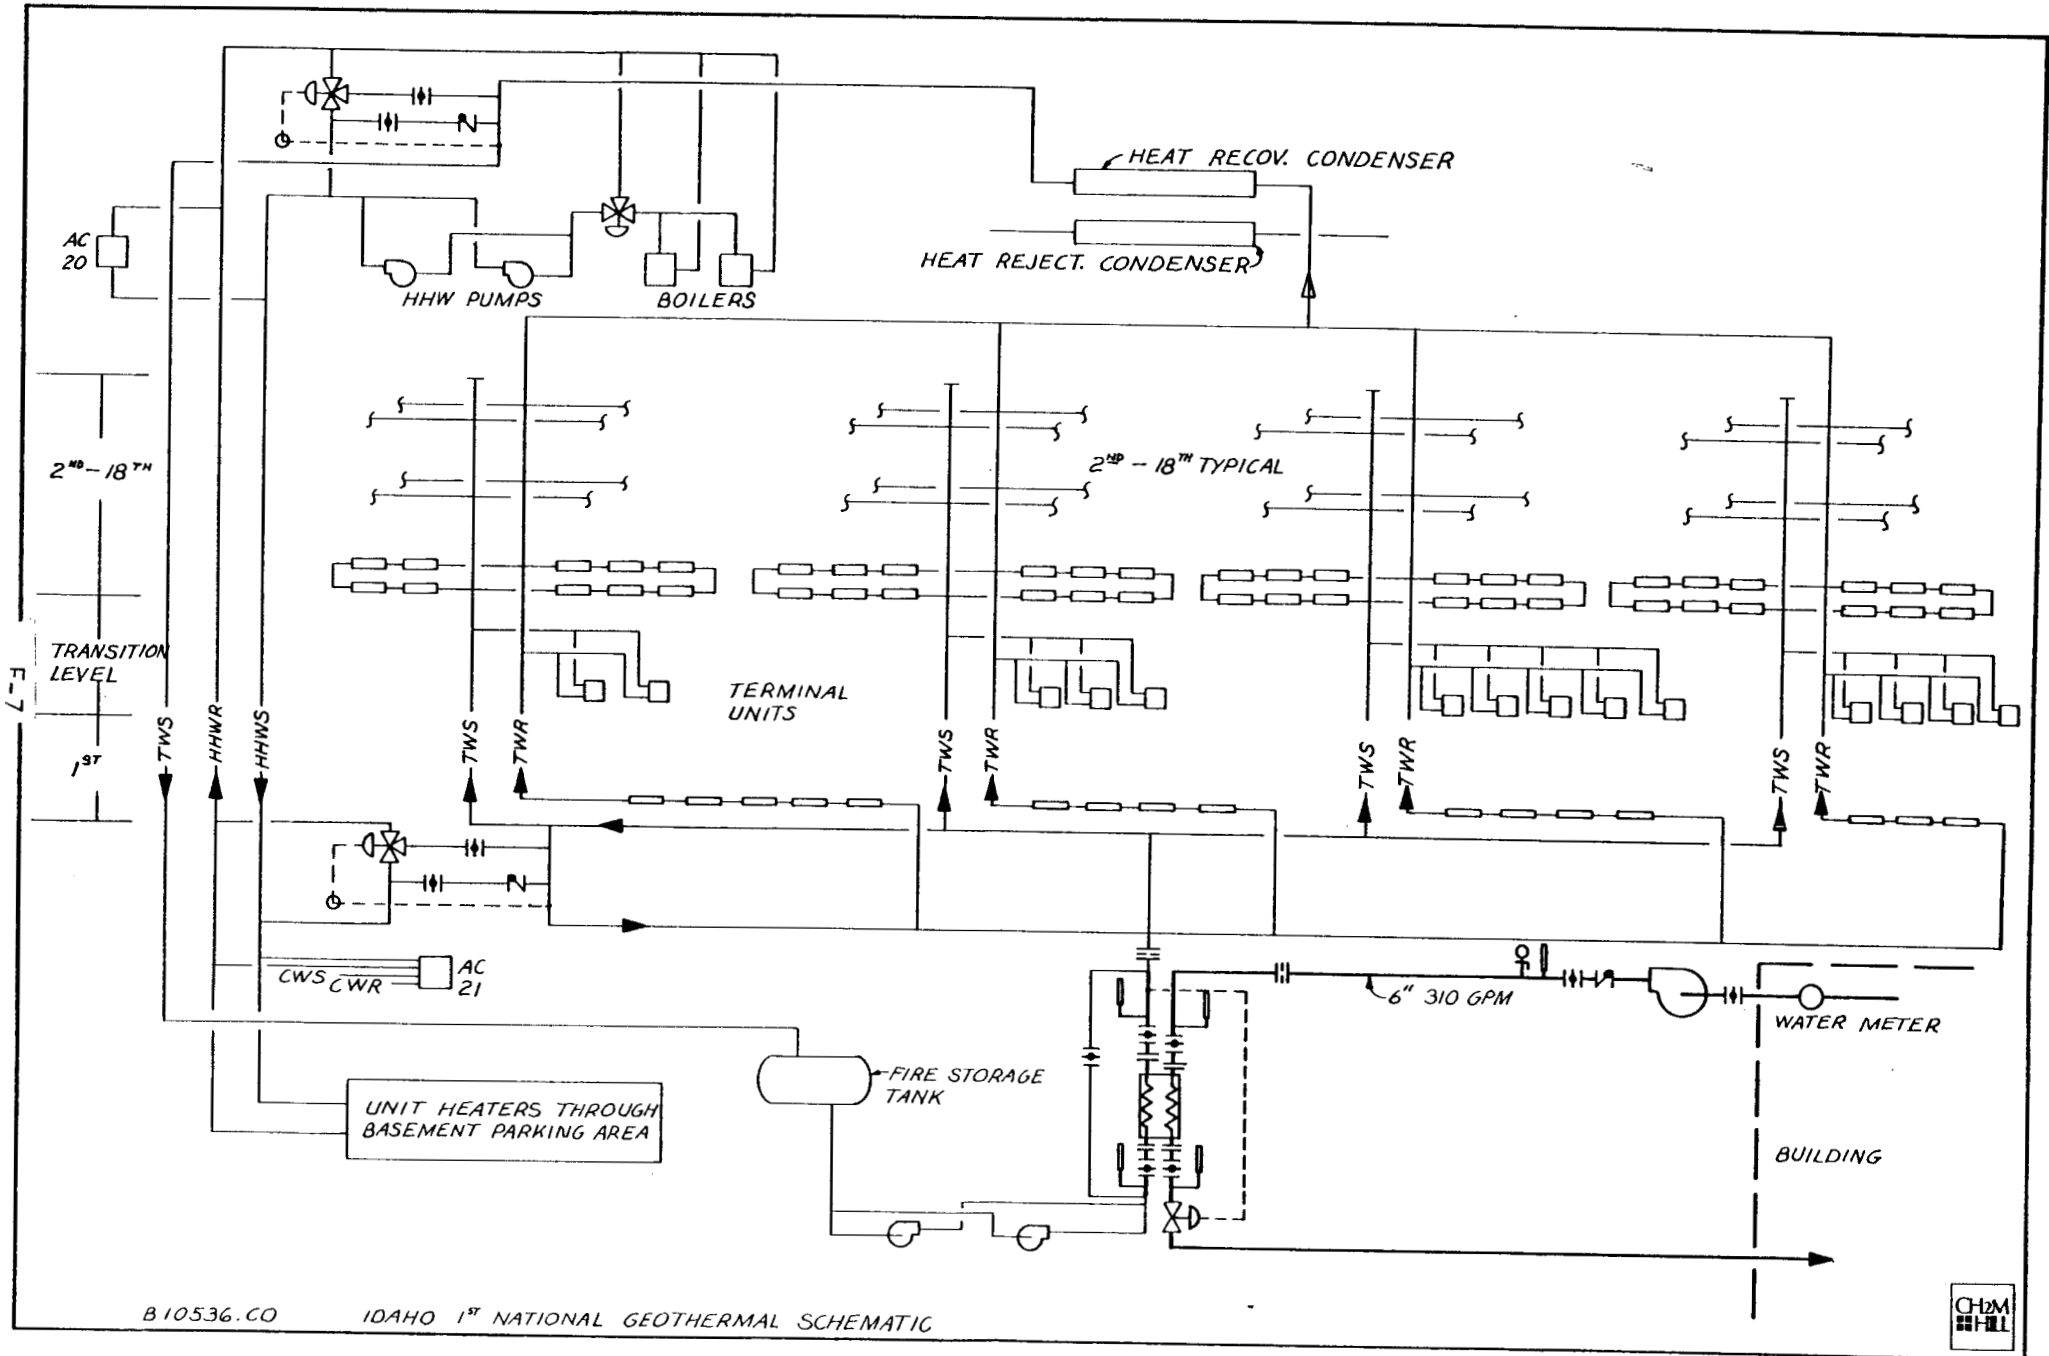 HEAT RECOV. CONDENSER
AC
20
HEAT REJECT. CONDENSER
HHW PUMPS
BOILERS
2ND-18TH
2ND - 18TH TYPICAL
TRANSITION
LEVEL
F-7
TERMINAL
UNITS
1ST
TWS
HHWR
HHWS
TWS
TWR
TWS
TWR
TWS
TWR
TWS
TWR
CWS
CWR
AC
21
6" 310 GPM
WATER METER
FIRE STORAGE
TANK
UNIT HEATERS THROUGH
BASEMENT PARKING AREA
BUILDING
B10536.CO
IDAHO 1ST NATIONAL GEOTHERMAL SCHEMATIC
CH2M
HILL